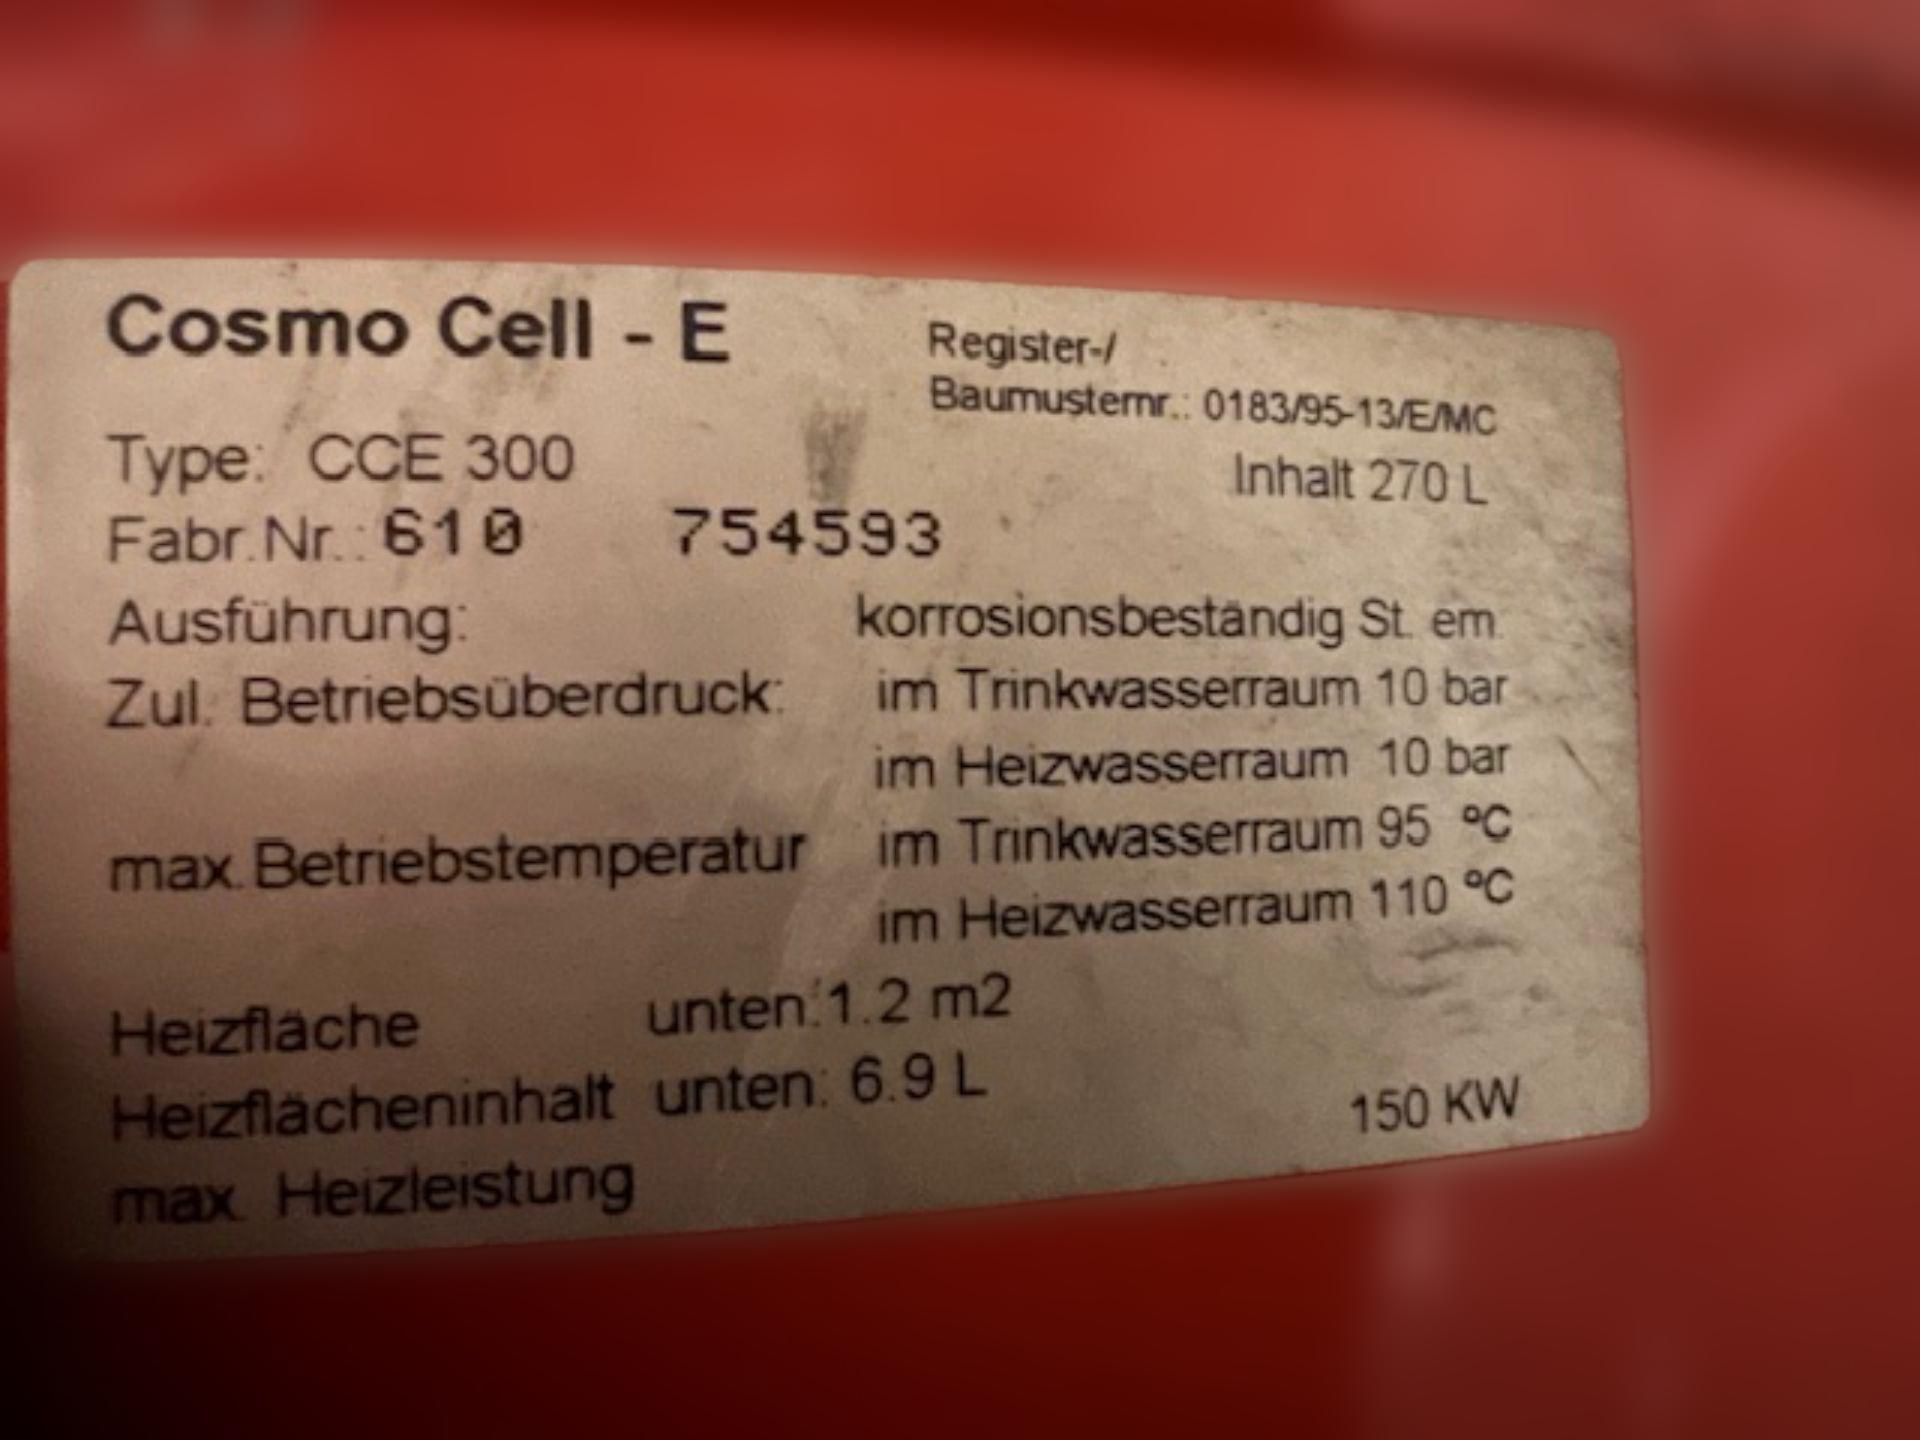 Cosmo Cell - E
Register-/
Baumusternr.: 0183/95-13/E/MC
Type: CCE 300
Inhalt 270 L
Fabr.Nr.: 610 754593
Ausführung: korrosionsbeständig St. em.
Zul. Betriebsüberdruck: im Trinkwasserraum 10 bar
im Heizwasserraum 10 bar
max. Betriebstemperatur im Trinkwasserraum 95 °C
im Heizwasserraum 110 °C
Heizfläche unten: 1.2 m2
Heizflächeninhalt unten: 6.9 L
max. Heizleistung 150 KW